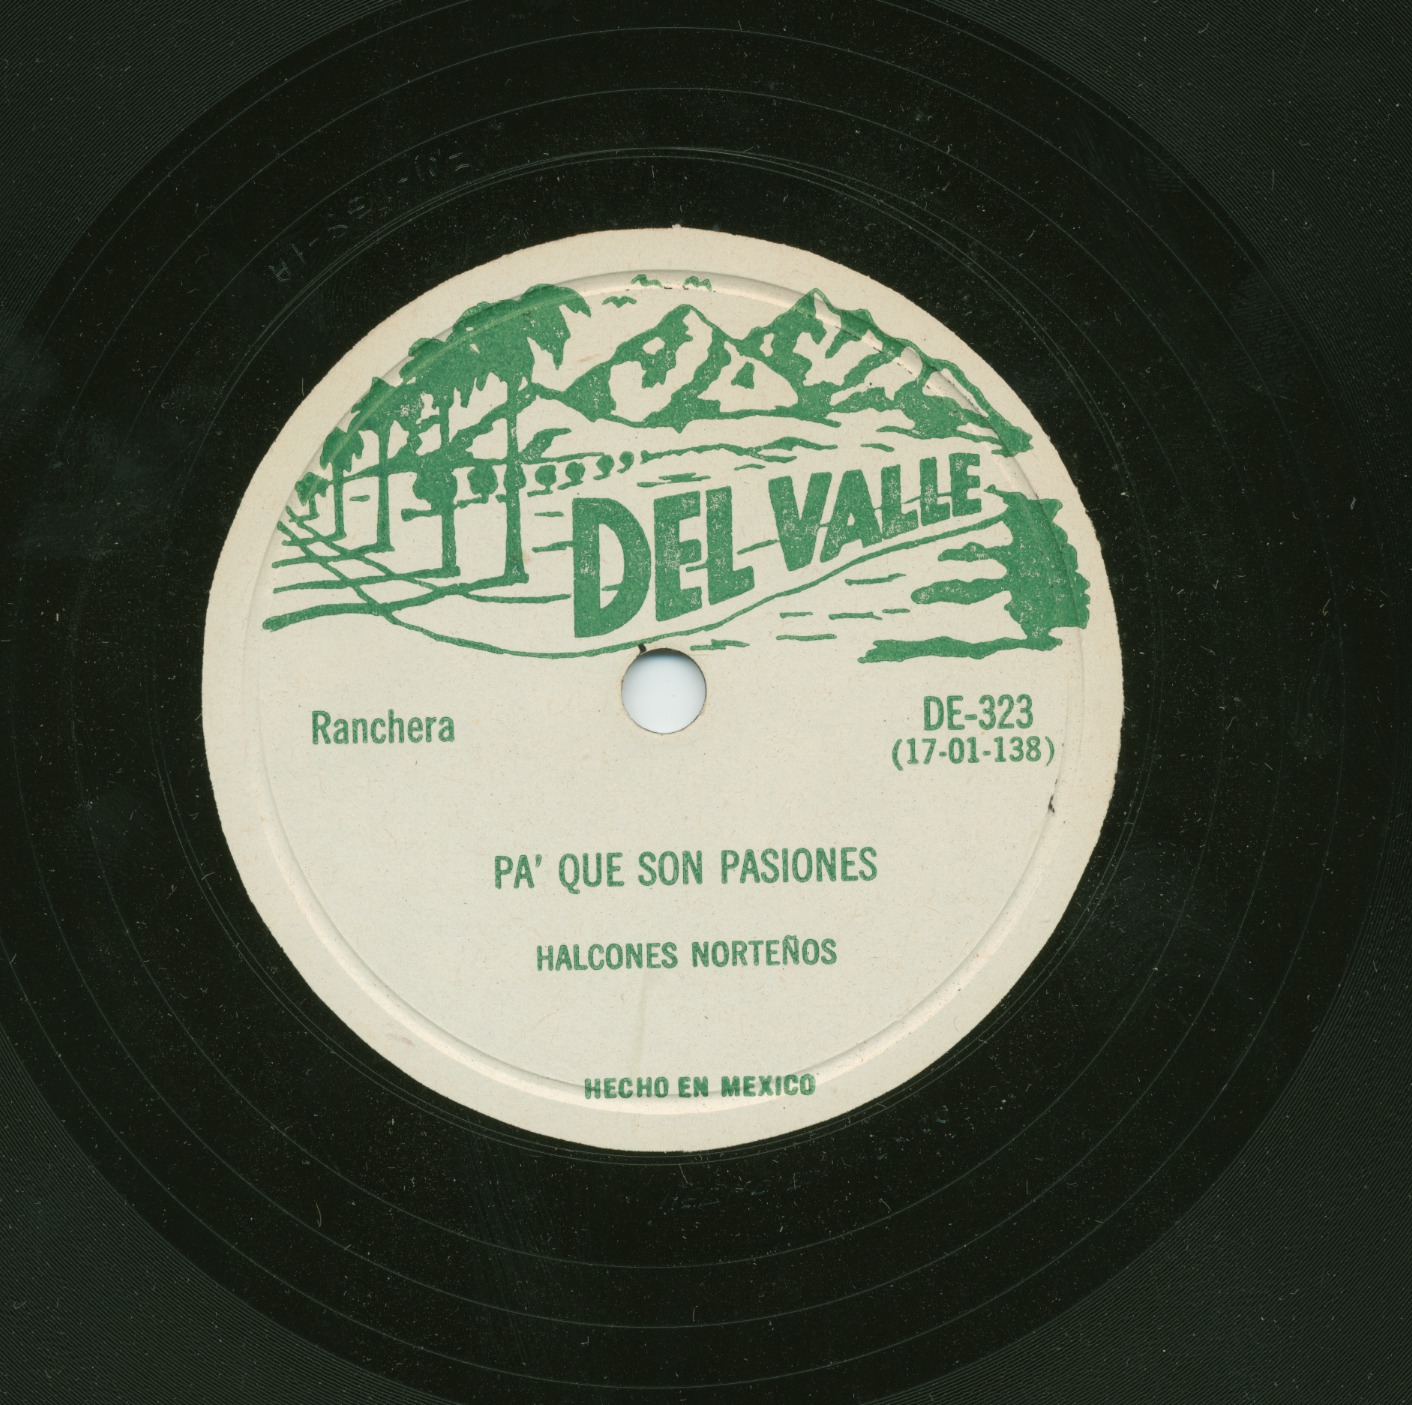 DEL VALLE
Ranchera
DE-323
(17-01-138)
PA' QUE SON PASIONES
HALCONES NORTEÑOS
HECHO EN MEXICO